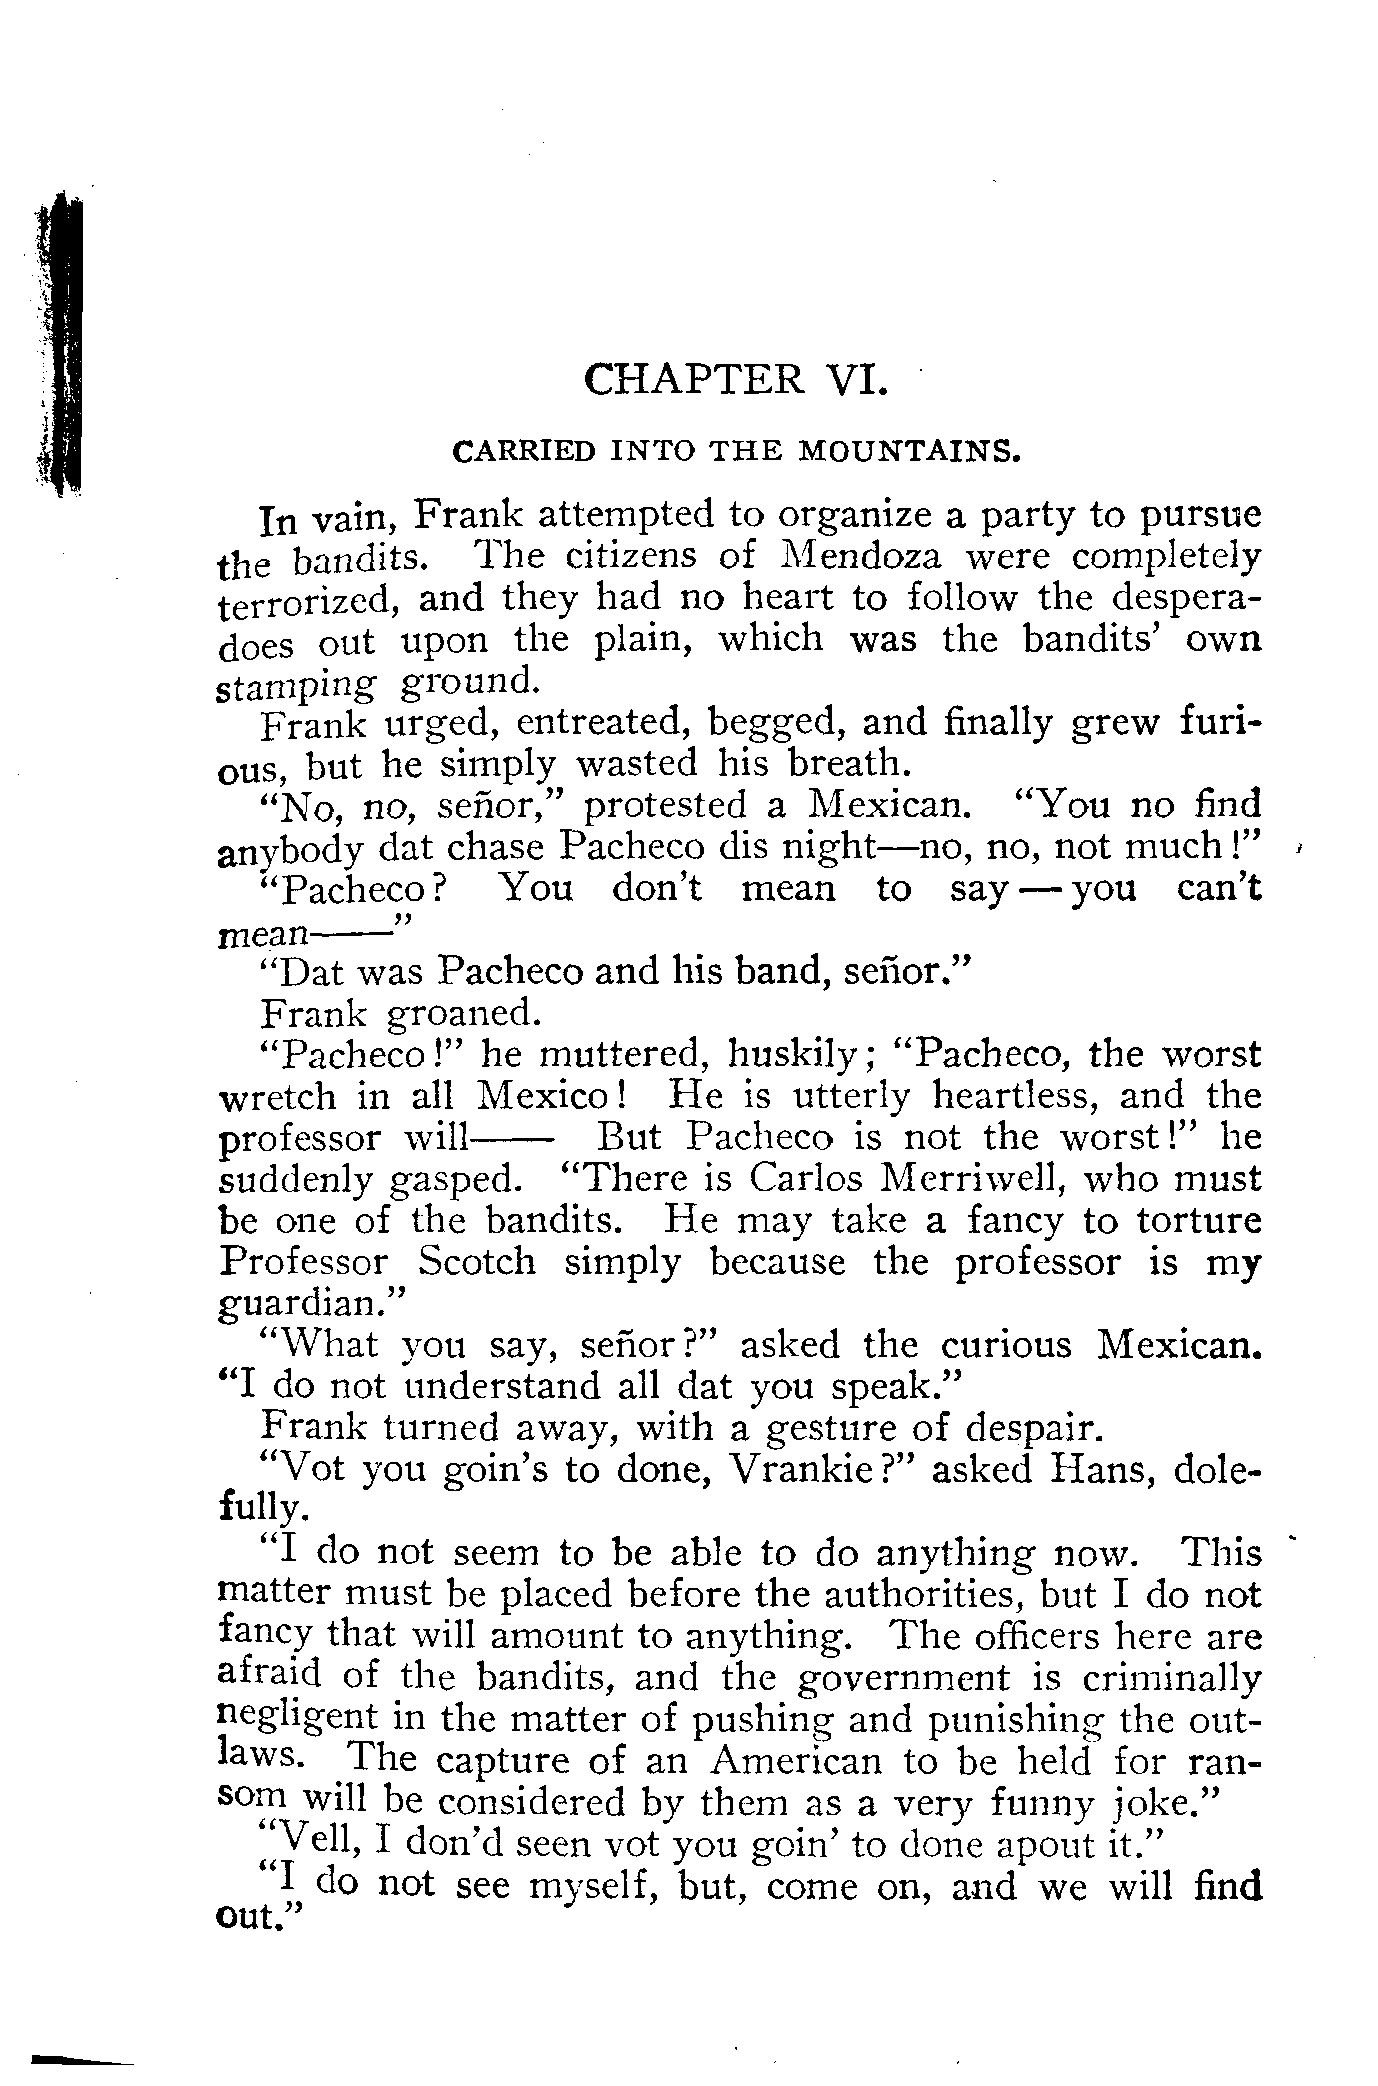 CHAPTER VI.
CARRIED INTO THE MOUNTAINS.
In vain, Frank attempted to organize a party to pursue
the bandits. The citizens of Mendoza were completely
terrorized, and they had no heart to follow the despera-
does out upon the plain, which was the bandits’ own
stamping ground.
Frank urged, entreated, begged, and finally grew furi-
ous, but he simply wasted his breath.
“No, no, señor,” protested a Mexican. “You no find
anybody dat chase Pacheco dis night—no, no, not much!”
“Pacheco? You don’t mean to say—you can’t
mean——”
“Dat was Pacheco and his band, señor.”
Frank groaned.
“Pacheco!” he muttered, huskily; “Pacheco, the worst
wretch in all Mexico! He is utterly heartless, and the
professor will—— But Pacheco is not the worst!” he
suddenly gasped. “There is Carlos Merriwell, who must
be one of the bandits. He may take a fancy to torture
Professor Scotch simply because the professor is my
guardian.”
“What you say, señor?” asked the curious Mexican.
“I do not understand all dat you speak.”
Frank turned away, with a gesture of despair.
“Vot you goin’s to done, Vrankie?” asked Hans, dole-
fully.
“I do not seem to be able to do anything now. This
matter must be placed before the authorities, but I do not
fancy that will amount to anything. The officers here are
afraid of the bandits, and the government is criminally
negligent in the matter of pushing and punishing the out-
laws. The capture of an American to be held for ran-
som will be considered by them as a very funny joke.”
“Vell, I don’d seen vot you goin’ to done apout it.”
“I do not see myself, but, come on, and we will find
out.”